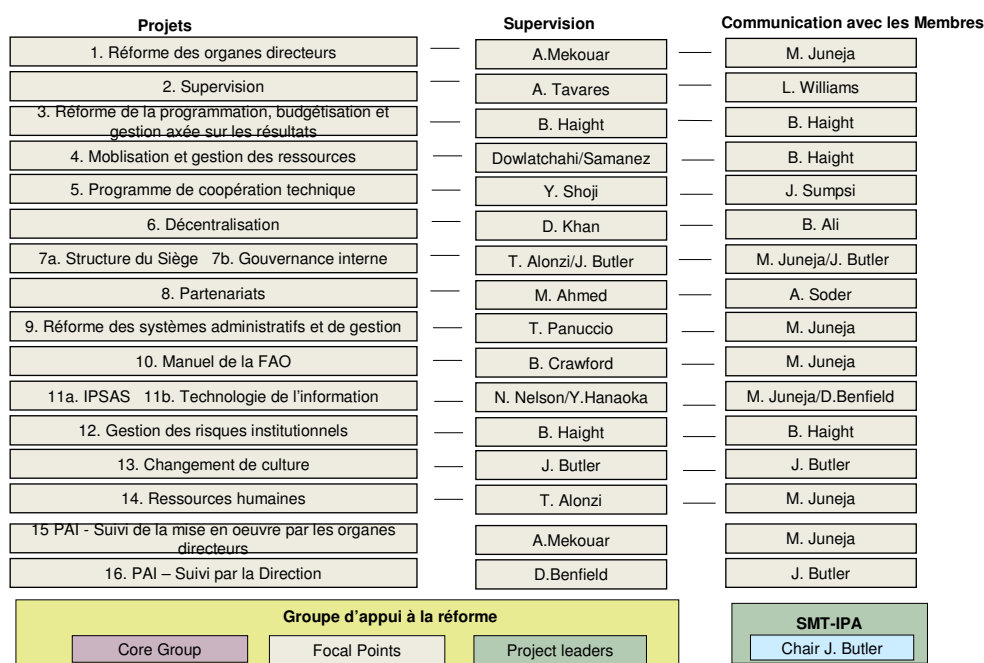 Projets Supervision Communication avec les Membres
1. Réforme des organes directeurs A.Mekouar M. Juneja
2. Supervision A. Tavares L. Williams
3. Réforme de la programmation, budgétisation et
gestion axée sur les résultats B. Haight B. Haight
4. Moblisation et gestion des ressources Dowlatchahi/Samanez B. Haight
5. Programme de coopération technique Y. Shoji J. Sumpsi
6. Décentralisation D. Khan B. Ali
7a. Structure du Siège 7b. Gouvernance interne T. Alonzi/J. Butler M. Juneja/J. Butler
8. Partenariats M. Ahmed A. Soder
9. Réforme des systèmes administratifs et de gestion T. Panuccio M. Juneja
10. Manuel de la FAO B. Crawford M. Juneja
11a. IPSAS 11b. Technologie de l’information N. Nelson/Y.Hanaoka M. Juneja/D.Benfield
12. Gestion des risques institutionnels B. Haight B. Haight
13. Changement de culture J. Butler J. Butler
14. Ressources humaines T. Alonzi M. Juneja
15 PAI - Suivi de la mise en oeuvre par les organes
directeurs A.Mekouar M. Juneja
16. PAI – Suivi par la Direction D.Benfield J. Butler
Groupe d’appui à la réforme SMT-IPA
Core Group Focal Points Project leaders Chair J. Butler